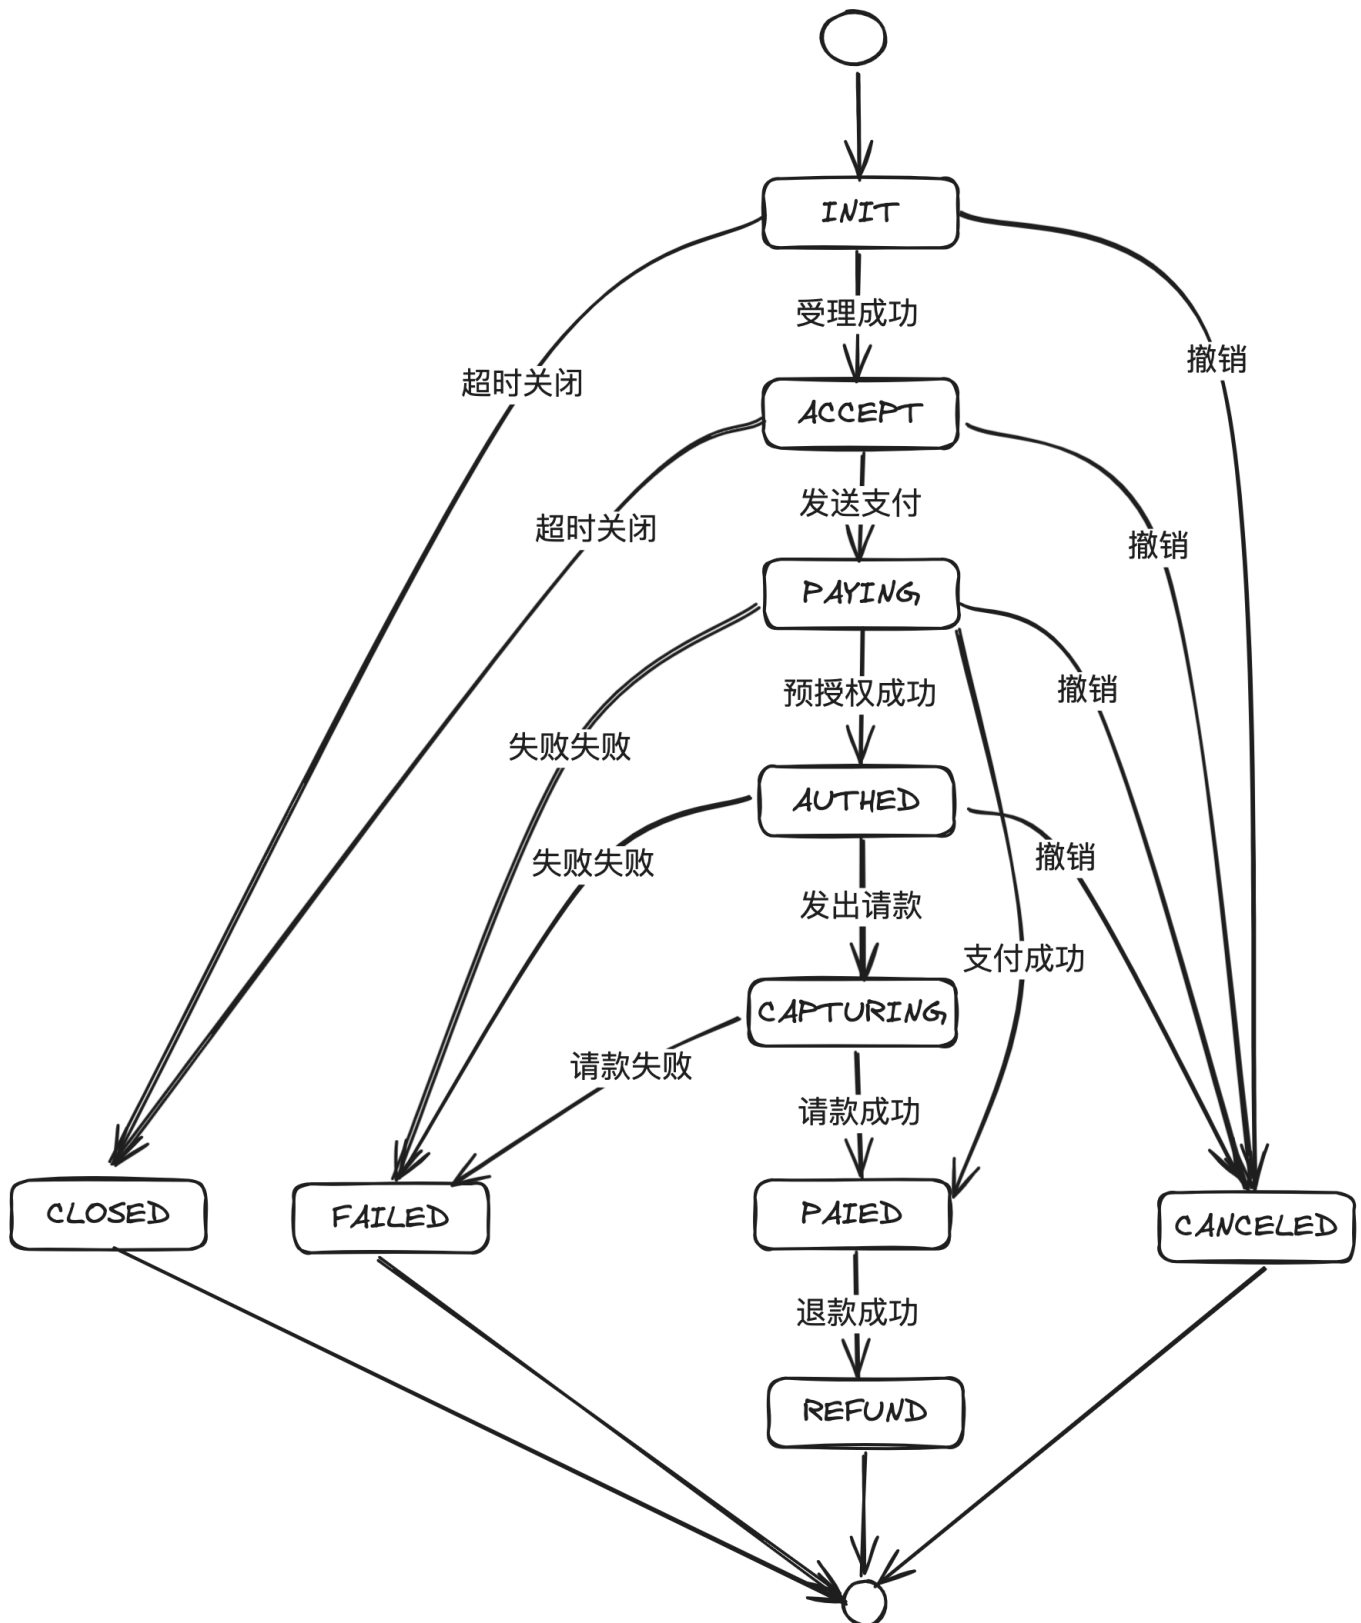 INIT
受理成功
撤销
超时关闭
ACCEPT
发送支付
超时关闭
撤销
PAYING
预授权成功
撤销
失败失败
AUTHED
失败失败
撤销
发出请款
支付成功
CAPTURING
请款失败
请款成功
CLOSED
FAILED
PAIED
CANCELED
退款成功
REFUND